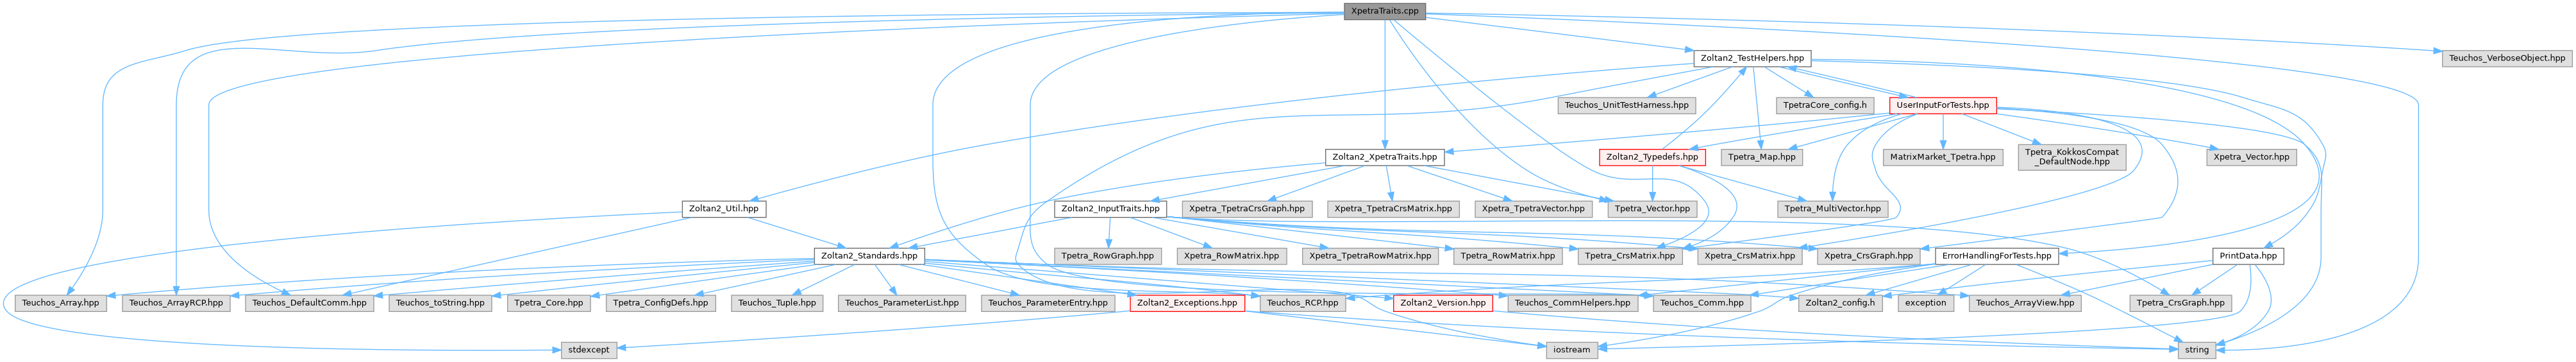 XpetraTraits.cpp
Zoltan2_TestHelpers.hpp
Teuchos_VerboseObject.hpp
Teuchos_UnitTestHarness.hpp
TpetraCore_config.h
UserInputForTests.hpp
Zoltan2_XpetraTraits.hpp
Zoltan2_Typedefs.hpp
Tpetra_Map.hpp
MatrixMarket_Tpetra.hpp
Tpetra_KokkosCompat
_DefaultNode.hpp
Xpetra_Vector.hpp
Zoltan2_Util.hpp
Zoltan2_InputTraits.hpp
Xpetra_TpetraCrsGraph.hpp
Xpetra_TpetraCrsMatrix.hpp
Xpetra_TpetraVector.hpp
Tpetra_Vector.hpp
Tpetra_MultiVector.hpp
Zoltan2_Standards.hpp
Tpetra_RowGraph.hpp
Xpetra_RowMatrix.hpp
Xpetra_TpetraRowMatrix.hpp
Tpetra_RowMatrix.hpp
Tpetra_CrsMatrix.hpp
Xpetra_CrsMatrix.hpp
Xpetra_CrsGraph.hpp
ErrorHandlingForTests.hpp
PrintData.hpp
Teuchos_Array.hpp
Teuchos_ArrayRCP.hpp
Teuchos_DefaultComm.hpp
Teuchos_toString.hpp
Tpetra_Core.hpp
Tpetra_ConfigDefs.hpp
Teuchos_Tuple.hpp
Teuchos_ParameterList.hpp
Teuchos_ParameterEntry.hpp
Zoltan2_Exceptions.hpp
Teuchos_RCP.hpp
Zoltan2_Version.hpp
Teuchos_CommHelpers.hpp
Teuchos_Comm.hpp
Zoltan2_config.h
exception
Teuchos_ArrayView.hpp
Tpetra_CrsGraph.hpp
stdexcept
iostream
string